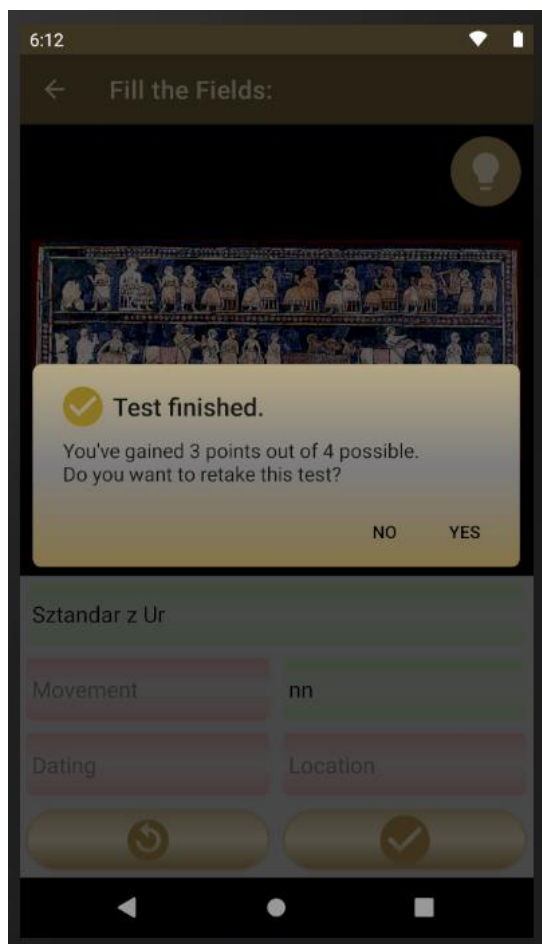 6:12
Fill the Fields:
Test finished.
You've gained 3 points out of 4 possible.
Do you want to retake this test?
NO YES
Sztandar z Ur
Movement nn
Dating Location